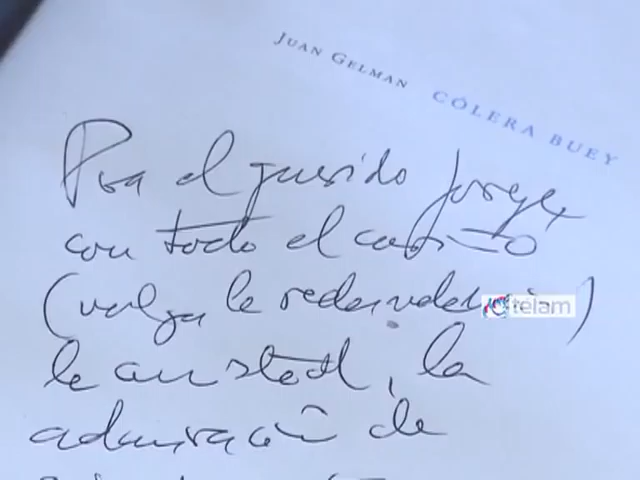 JUAN GELMAN CÓLERA BUEY
Para el querido Jorge,
con todo el cariño
(valga la redundancia)
télam
la amistad, la
admiración de